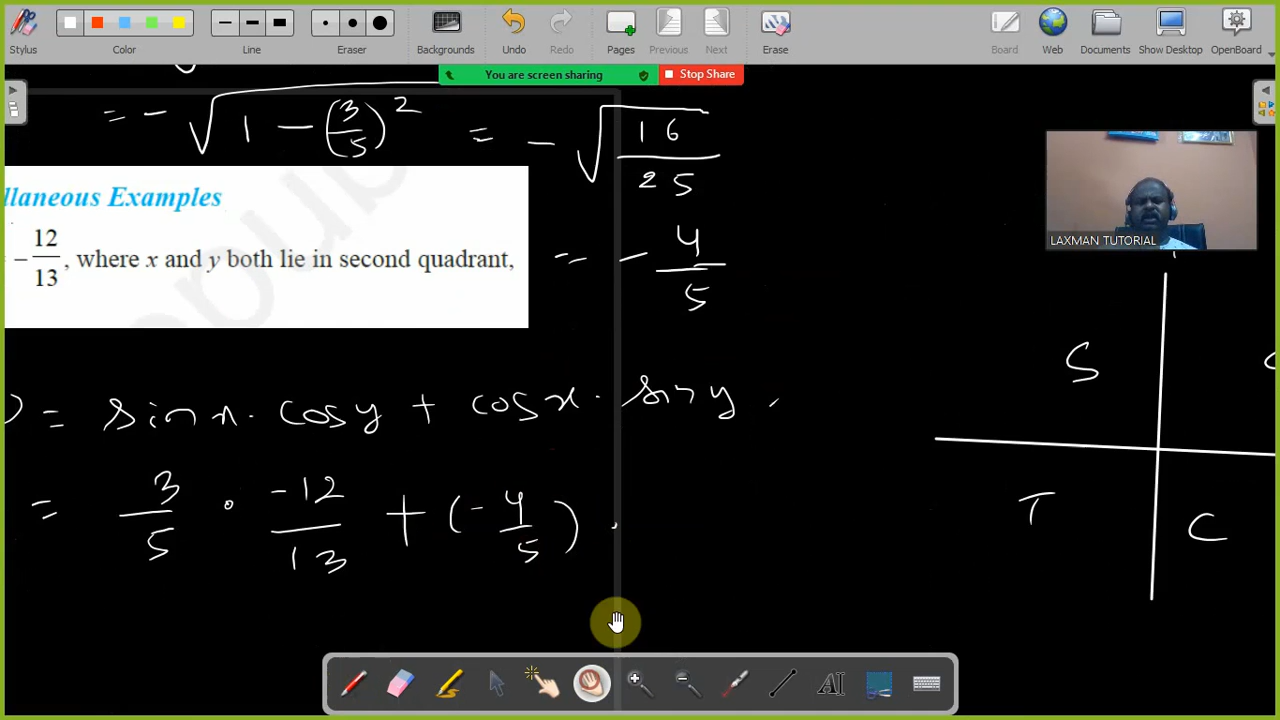 Stylus Color Line Eraser Backgrounds Undo Redo Pages Previous Next Erase Board Web Documents Show Desktop OpenBoard
You are screen sharing Stop Share
= - √(1 - (3/5)²) = - √(16/25)
llaneous Examples
= - 4/5
- 12/13, where x and y both lie in second quadrant,
LAXMAN TUTORIAL
) = sin x . cos y + cos x . sin y ,
= 3/5 . -12/13 + (- 4/5) .
S
T C
AI